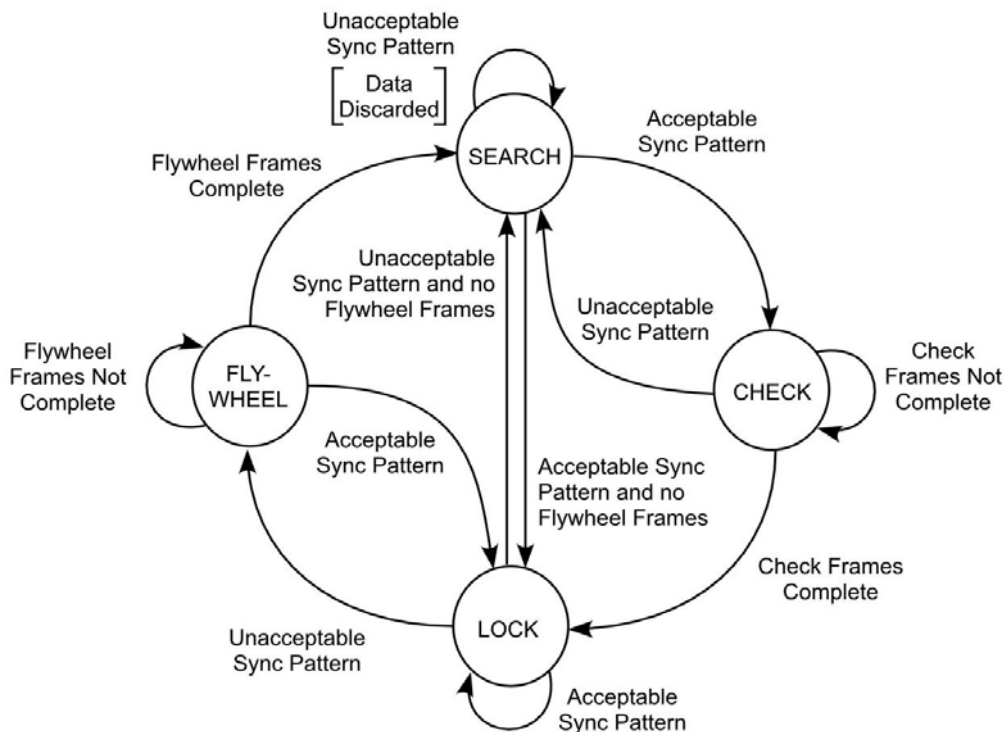 Unacceptable
Sync Pattern
Data
Discarded
SEARCH
Acceptable
Sync Pattern
Flywheel Frames
Complete
Unacceptable
Sync Pattern and no
Flywheel Frames
Unacceptable
Sync Pattern
Flywheel
Frames Not
Complete
FLY-
WHEEL
CHECK
Check
Frames Not
Complete
Acceptable
Sync Pattern
Acceptable Sync
Pattern and no
Flywheel Frames
Check Frames
Complete
Unacceptable
Sync Pattern
LOCK
Acceptable
Sync Pattern